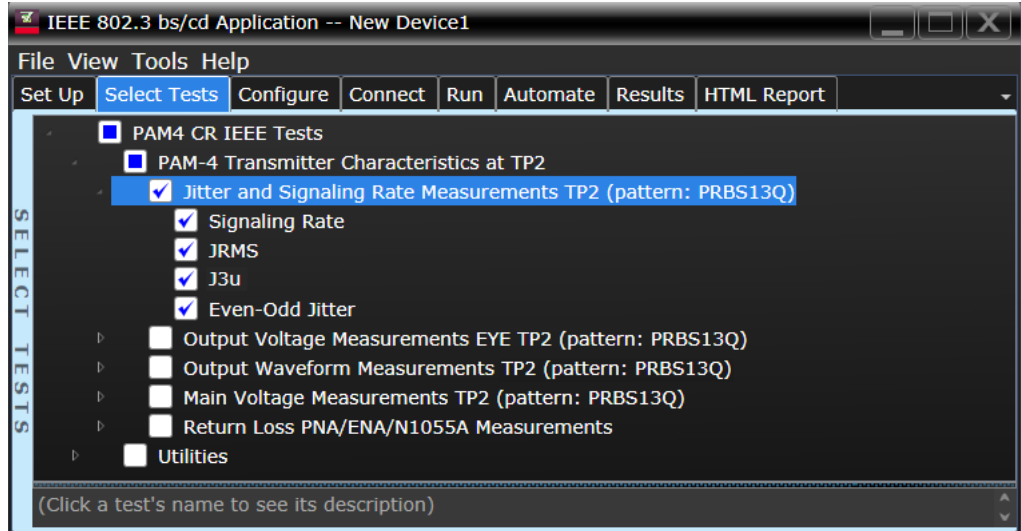 IEEE 802.3 bs/cd Application -- New Device1
File View Tools Help
Set Up Select Tests Configure Connect Run Automate Results HTML Report
PAM4 CR IEEE Tests
PAM-4 Transmitter Characteristics at TP2
Jitter and Signaling Rate Measurements TP2 (pattern: PRBS13Q)
Signaling Rate
JRMS
J3u
Even-Odd Jitter
Output Voltage Measurements EYE TP2 (pattern: PRBS13Q)
Output Waveform Measurements TP2 (pattern: PRBS13Q)
Main Voltage Measurements TP2 (pattern: PRBS13Q)
Return Loss PNA/ENA/N1055A Measurements
Utilities
SELECT TESTS
(Click a test's name to see its description)